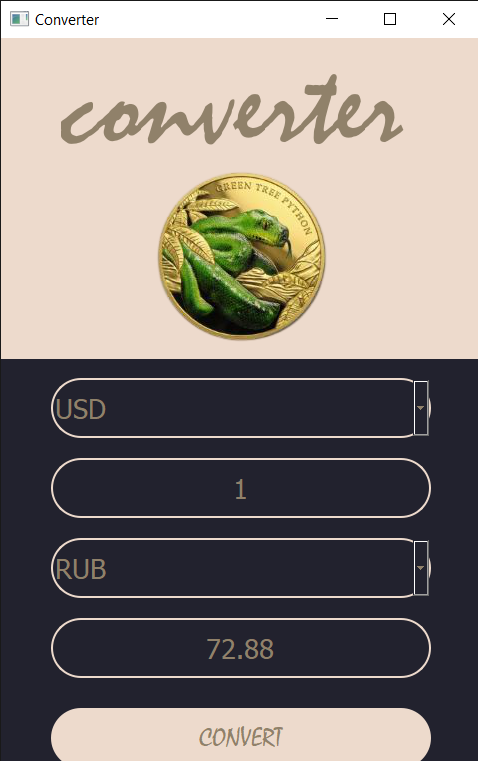 Converter
converter
GREEN TREE PYTHON
USD
1
RUB
72.88
CONVERT